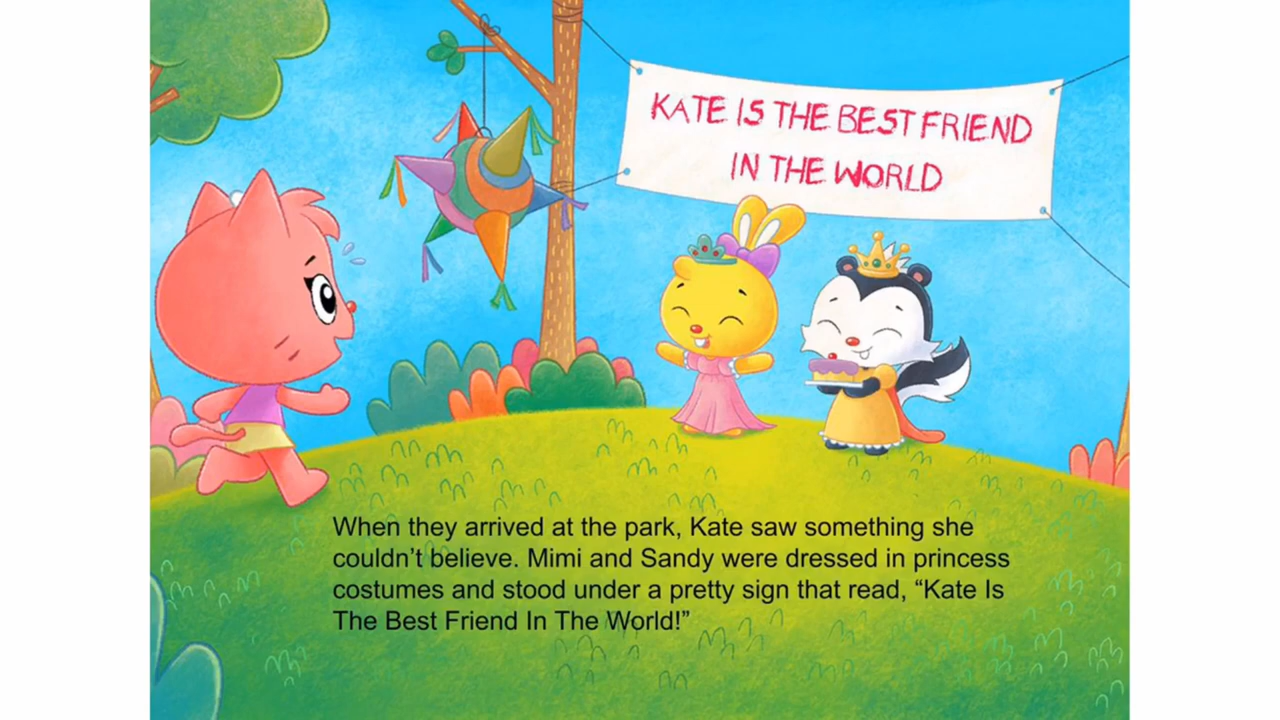 KATE IS THE BEST FRIEND
IN THE WORLD
When they arrived at the park, Kate saw something she
couldn’t believe. Mimi and Sandy were dressed in princess
costumes and stood under a pretty sign that read, “Kate Is
The Best Friend In The World!”